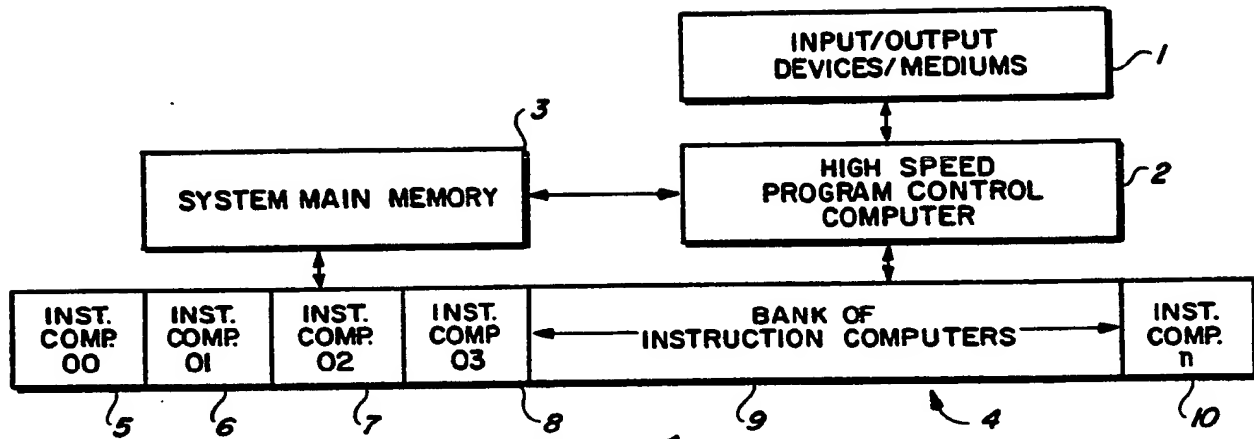 INPUT/OUTPUT
DEVICES/MEDIUMS
1
3
SYSTEM MAIN MEMORY
HIGH SPEED
PROGRAM CONTROL
COMPUTER
2
INST.
COMP.
00
INST.
COMP.
01
INST.
COMP.
02
INST.
COMP
03
BANK OF
INSTRUCTION COMPUTERS
INST.
COMP.
n
5
6
7
8
9
4
10